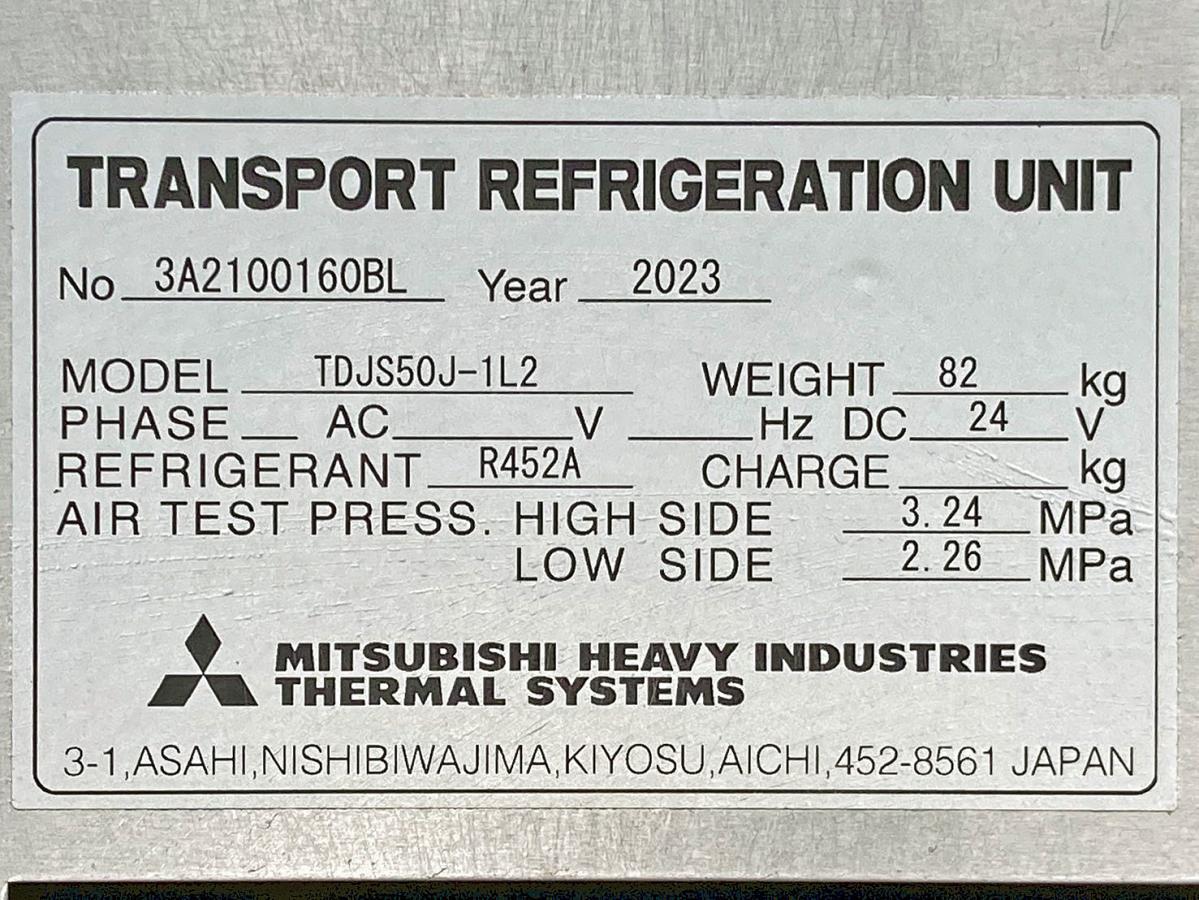 TRANSPORT REFRIGERATION UNIT
No 3A2100160BL Year 2023
MODEL TDJS50J-1L2 WEIGHT 82 kg
PHASE AC V Hz DC 24 V
REFRIGERANT R452A CHARGE kg
AIR TEST PRESS. HIGH SIDE 3.24 MPa
LOW SIDE 2.26 MPa
MITSUBISHI HEAVY INDUSTRIES
THERMAL SYSTEMS
3-1,ASAHI,NISHIBIWAJIMA,KIYOSU,AICHI,452-8561 JAPAN